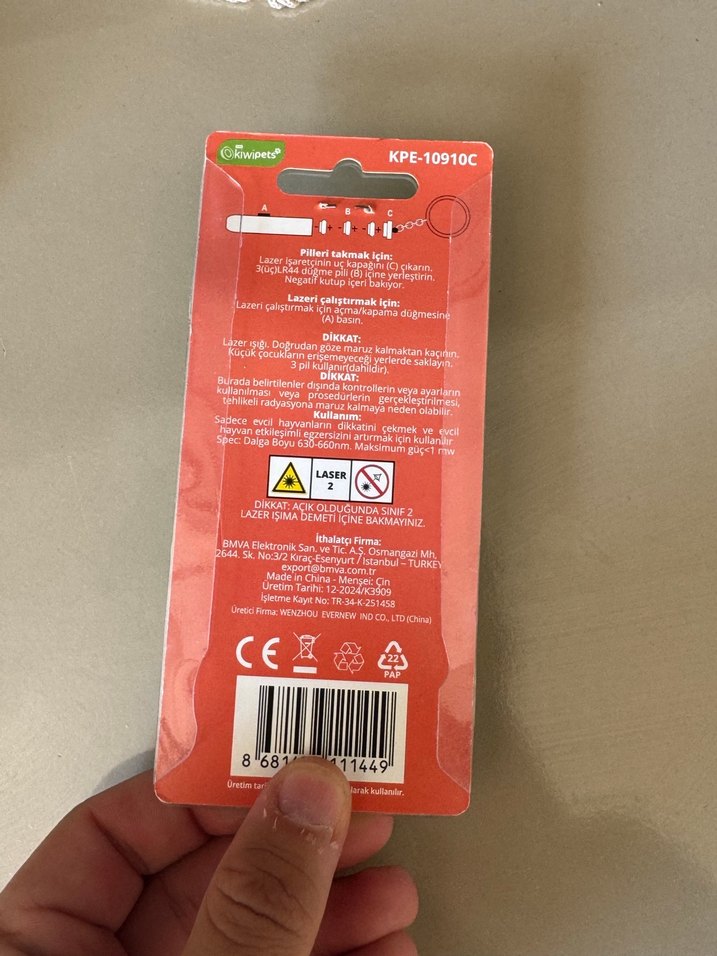 kiwipets
KPE-10910C
A
B
C
Pilleri takmak için:
Lazer İşaretçinin uç kapağını (C) çıkarın.
3(üç)LR44 düğme pili (B) içine yerleştirin.
Negatif kutup içeri bakıyor.
Lazeri çalıştırmak için:
Lazeri çalıştırmak için açma/kapama düğmesine
(A) basın.
DİKKAT:
Lazer ışığı. Doğrudan göze maruz kalmaktan kaçının.
Küçük çocukların erişemeyeceği yerlerde saklayın.
3 pil kullanır(dahildir).
DİKKAT:
Burada belirtilenler dışında kontrollerin veya ayarların
kullanılması veya prosedürlerin gerçekleştirilmesi,
tehlikeli radyasyona maruz kalmaya neden olabilir.
Kullanım:
Sadece evcil hayvanların dikkatini çekmek ve evcil
hayvan etkileşimli egzersizini artırmak için kullanılır
Spec: Dalga Boyu 630-660nm. Maksimum güç<1 mw
LASER
2
DİKKAT: AÇIK OLDUĞUNDA SINIF 2
LAZER IŞIMA DEMETİ İÇİNE BAKMAYINIZ.
İthalatçı Firma:
BMVA Elektronik San. ve Tic. A.Ş. Osmangazi Mh.
2644. Sk. No:3/2 Kıraç-Esenyurt / İstanbul – TURKEY
export@bmva.com.tr
Made in China - Menşei: Çin
Üretim Tarihi: 12-2024/K3909
İşletme Kayıt No: TR-34-K-251458
Üretici Firma: WENZHOU EVERNEW IND CO., LTD (China)
CE
22
PAP
8 681 111449
Üretim olarak kullanılır.